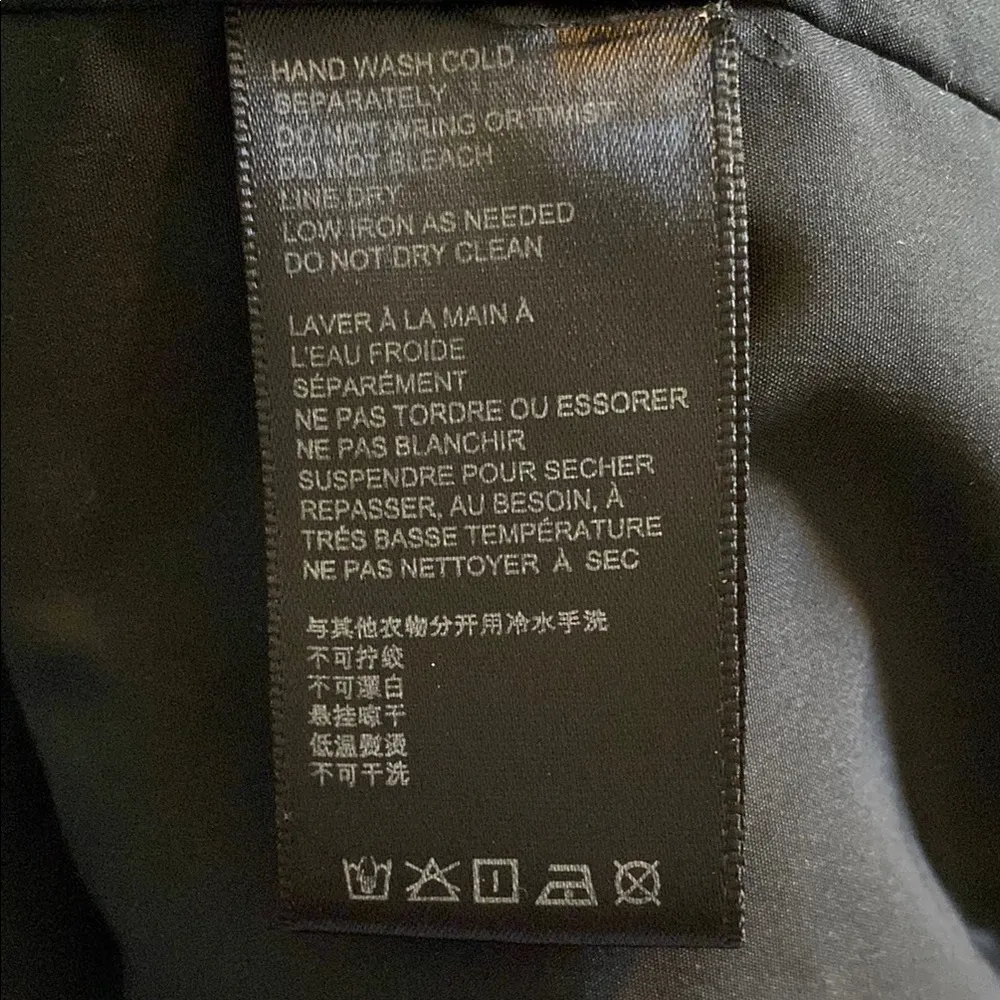 HAND WASH COLD
SEPARATELY
DO NOT WRING OR TWIST
DO NOT BLEACH
LINE DRY
LOW IRON AS NEEDED
DO NOT DRY CLEAN
LAVER À LA MAIN À
L'EAU FROIDE
SÉPARÉMENT
NE PAS TORDRE OU ESSORER
NE PAS BLANCHIR
SUSPENDRE POUR SECHER
REPASSER, AU BESOIN, À
TRÉS BASSE TEMPÉRATURE
NE PAS NETTOYER À SEC
与其他衣物分开用冷水手洗
不可拧绞
不可漂白
悬挂晾干
低温熨烫
不可干洗